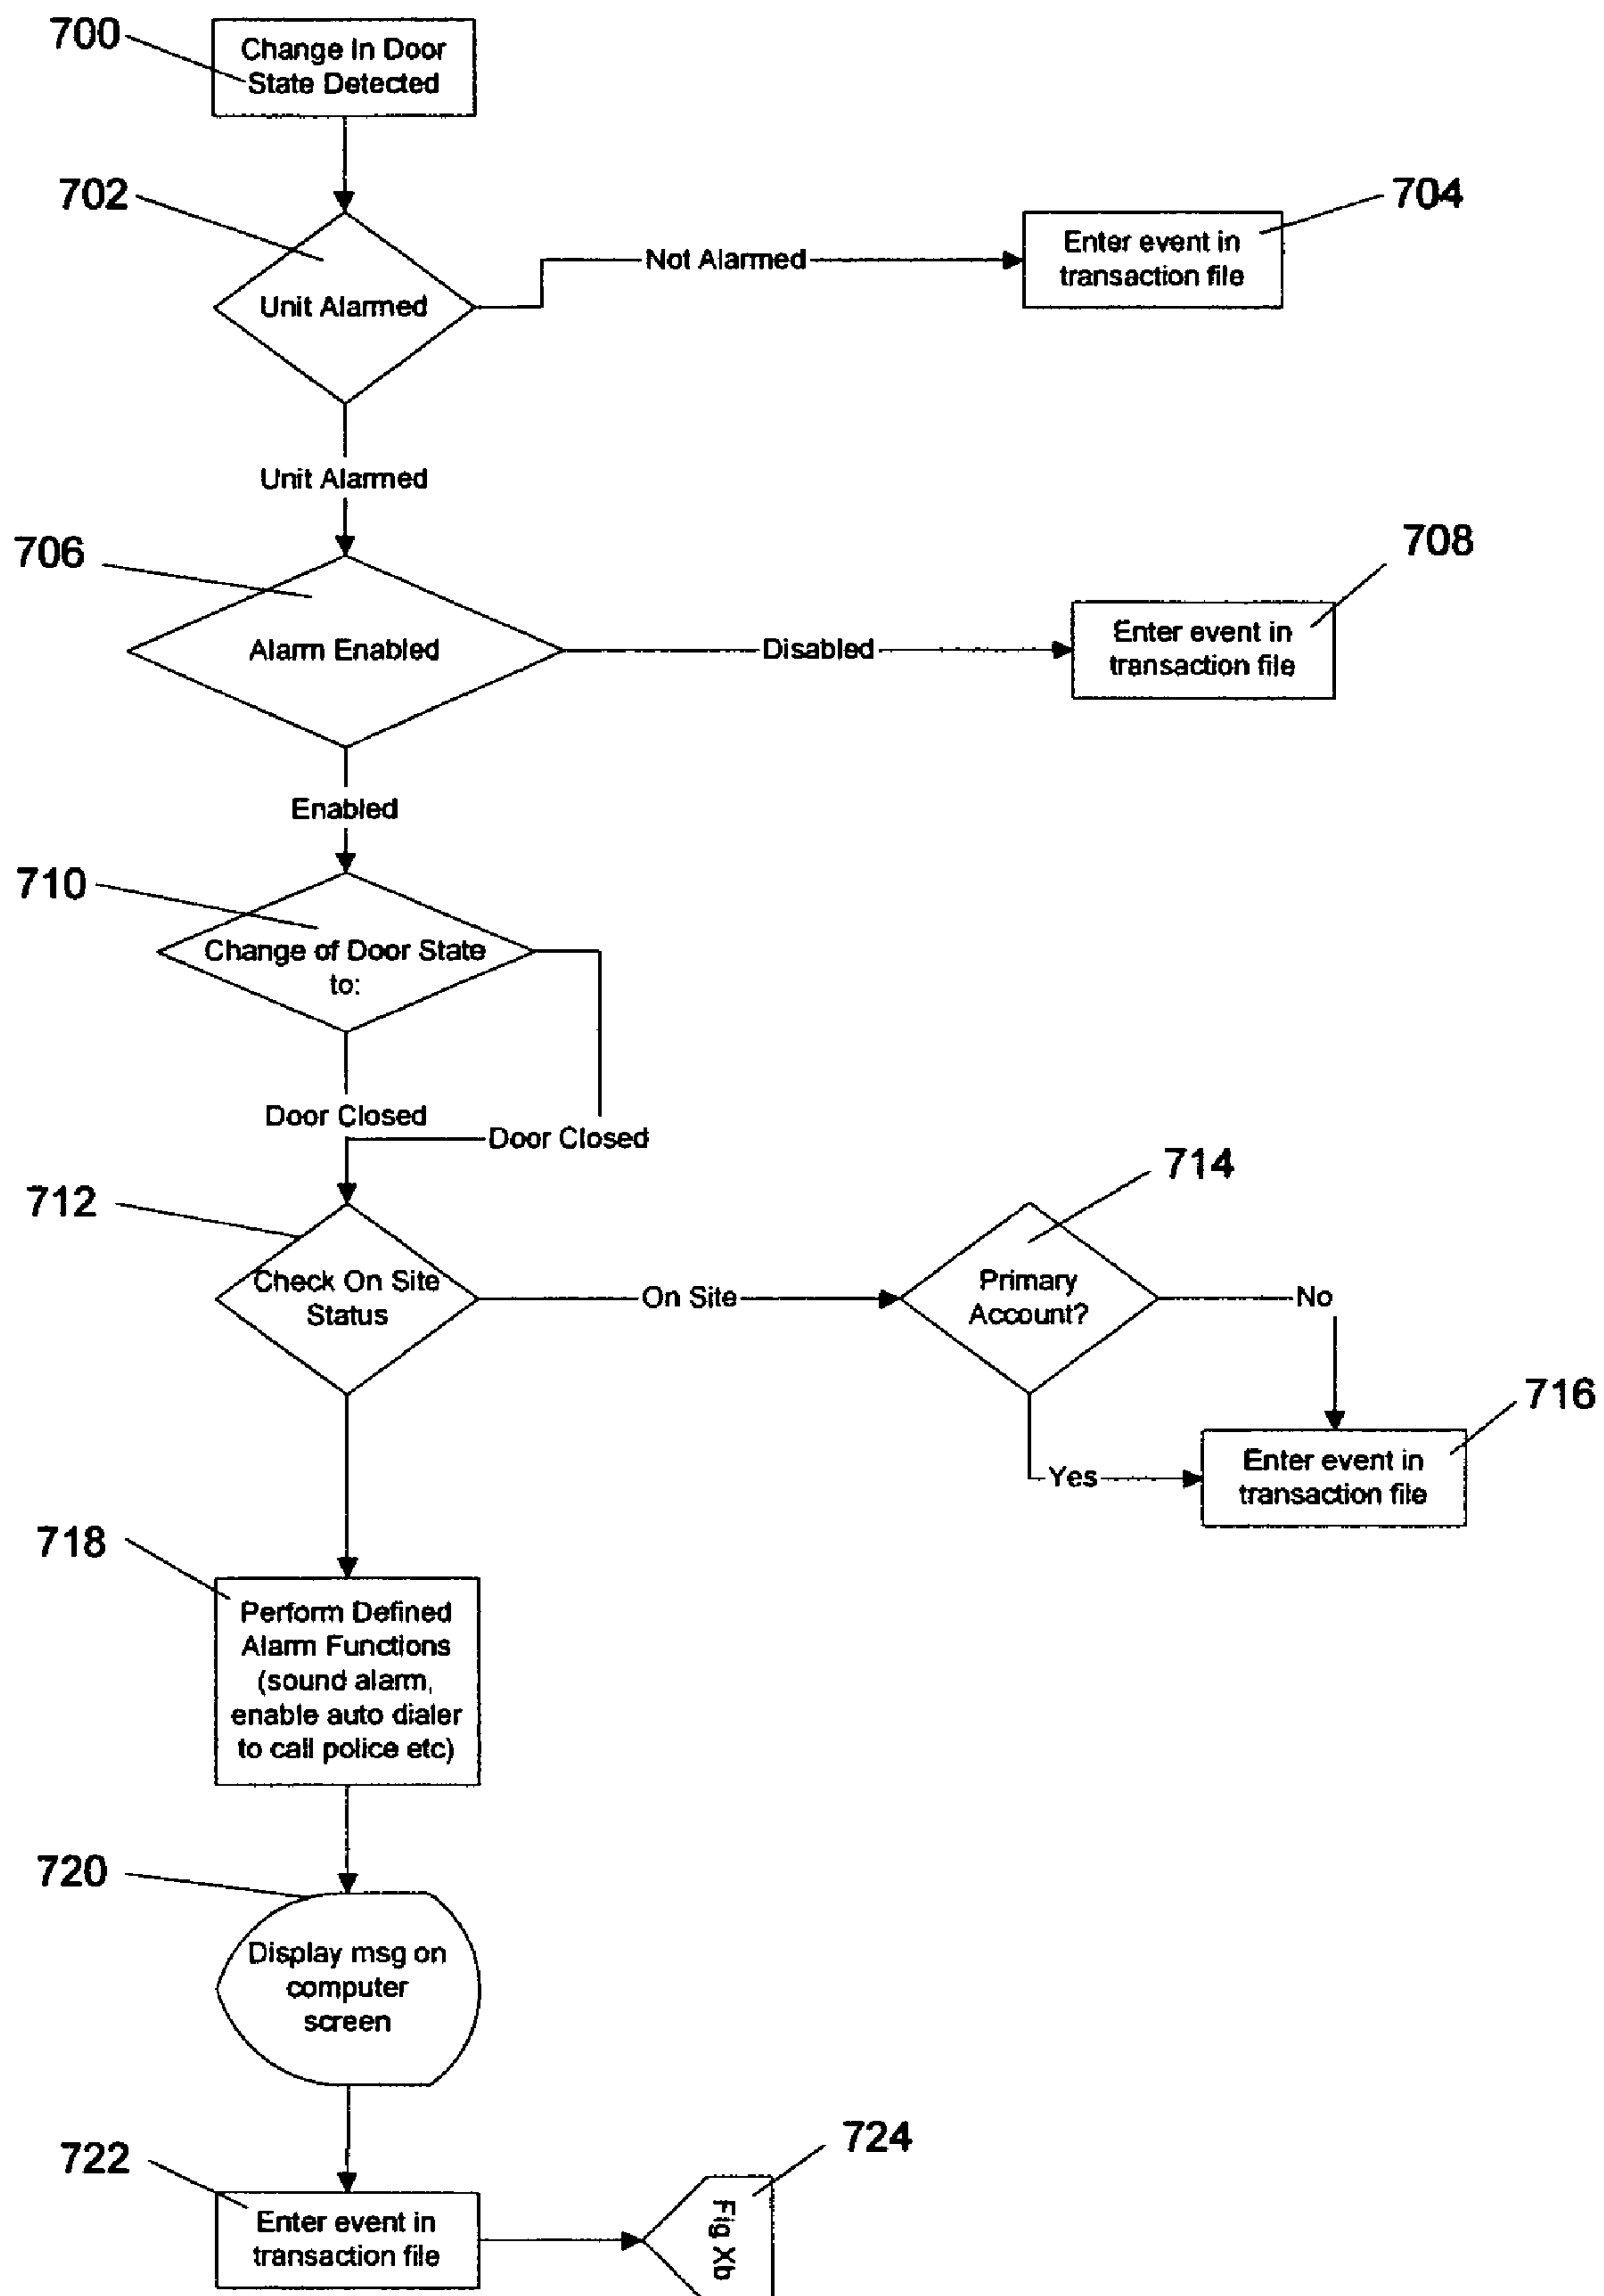 700
Change In Door
State Detected
702
704
Unit Alarmed
Not Alarmed
Enter event in
transaction file
Unit Alarmed
706
708
Alarm Enabled
Disabled
Enter event in
transaction file
Enabled
710
Change of Door State
to:
Door Closed
Door Closed
712
714
Check On Site
Status
On Site
Primary
Account?
No
716
Yes
Enter event in
transaction file
718
Perform Defined
Alarm Functions
(sound alarm,
enable auto dialer
to call police etc)
720
Display msg on
computer
screen
722
724
Enter event in
transaction file
Fig Xb